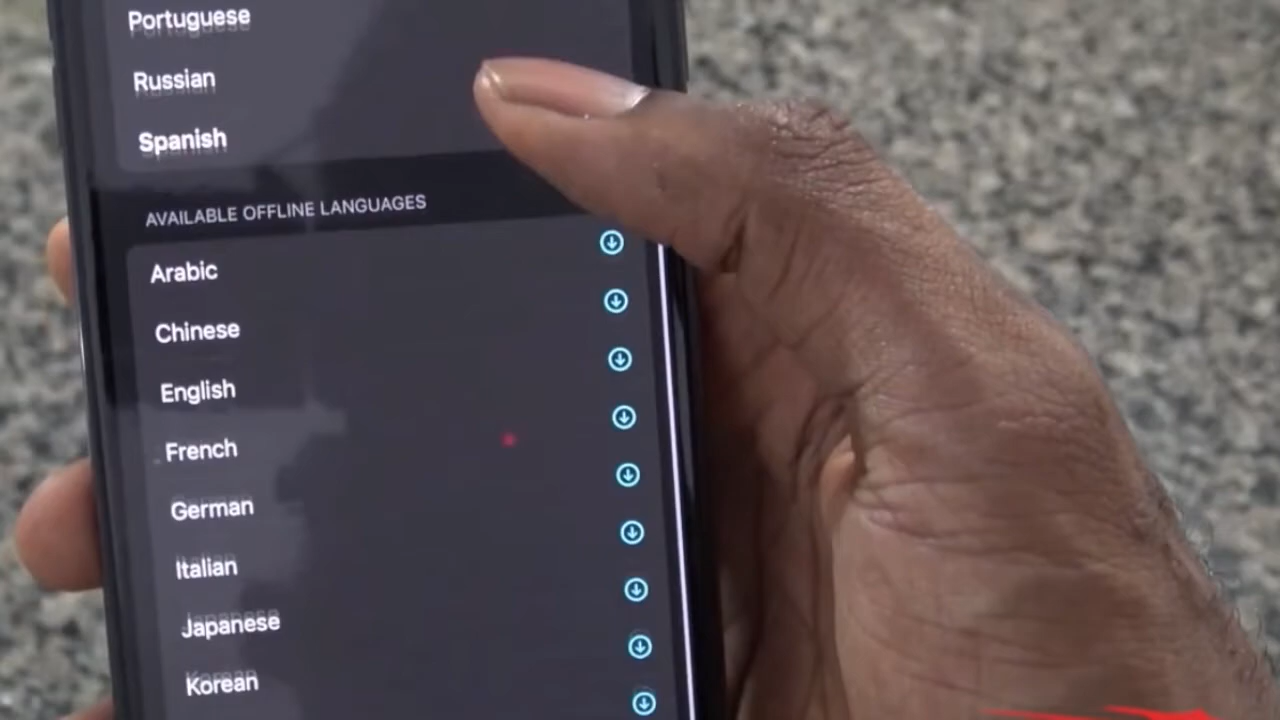 Portuguese
Russian
Spanish
AVAILABLE OFFLINE LANGUAGES
Arabic
Chinese
English
French
German
Italian
Japanese
Korean